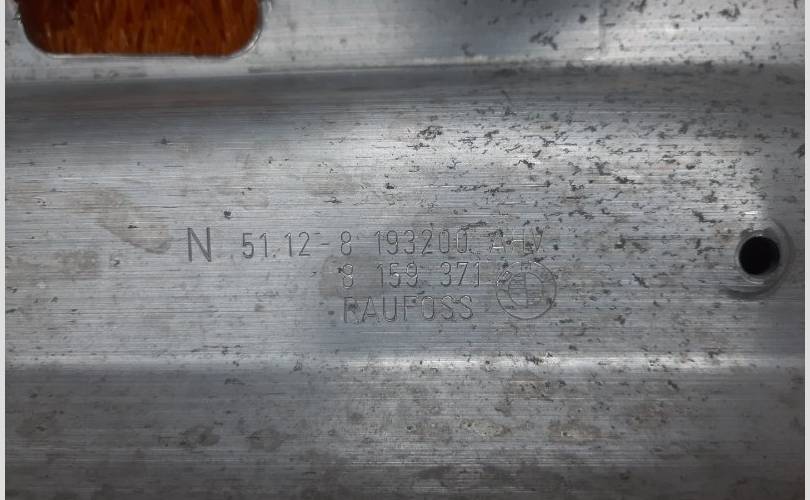 N 51.12-8 193200. AHV
8 159 371
RAUFOSS